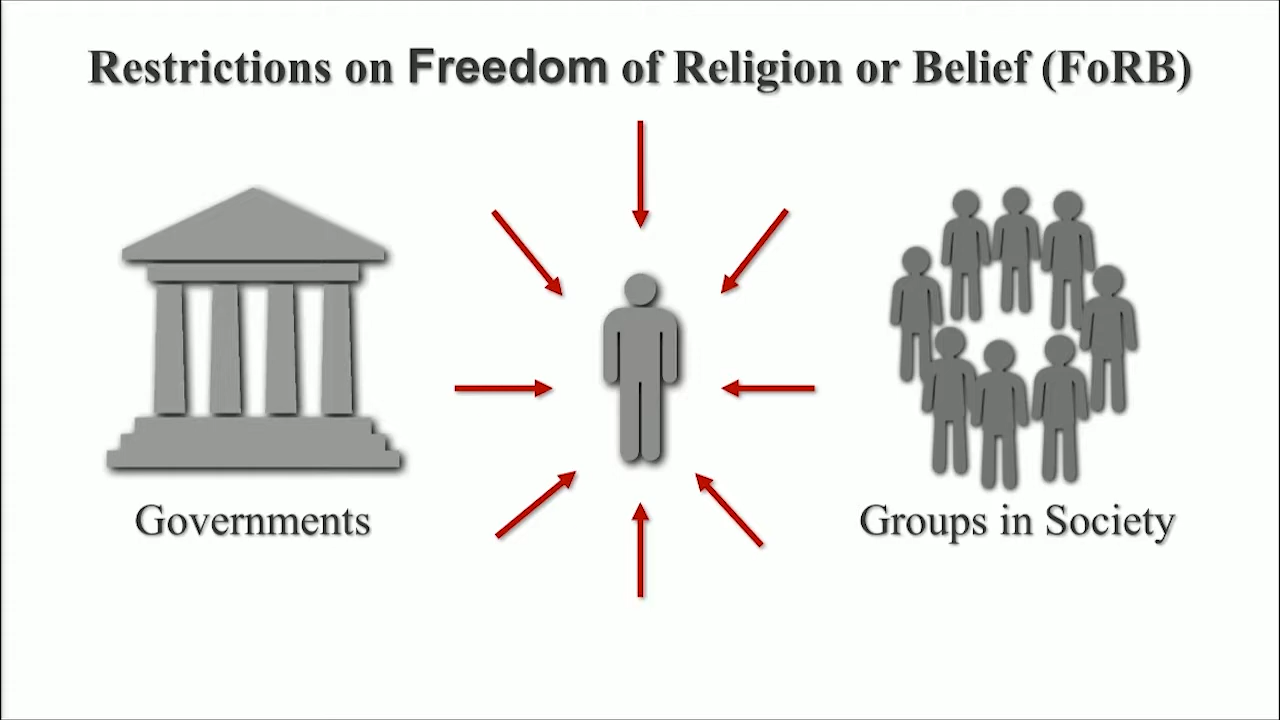 Restrictions on Freedom of Religion or Belief (FoRB)
Governments
Groups in Society